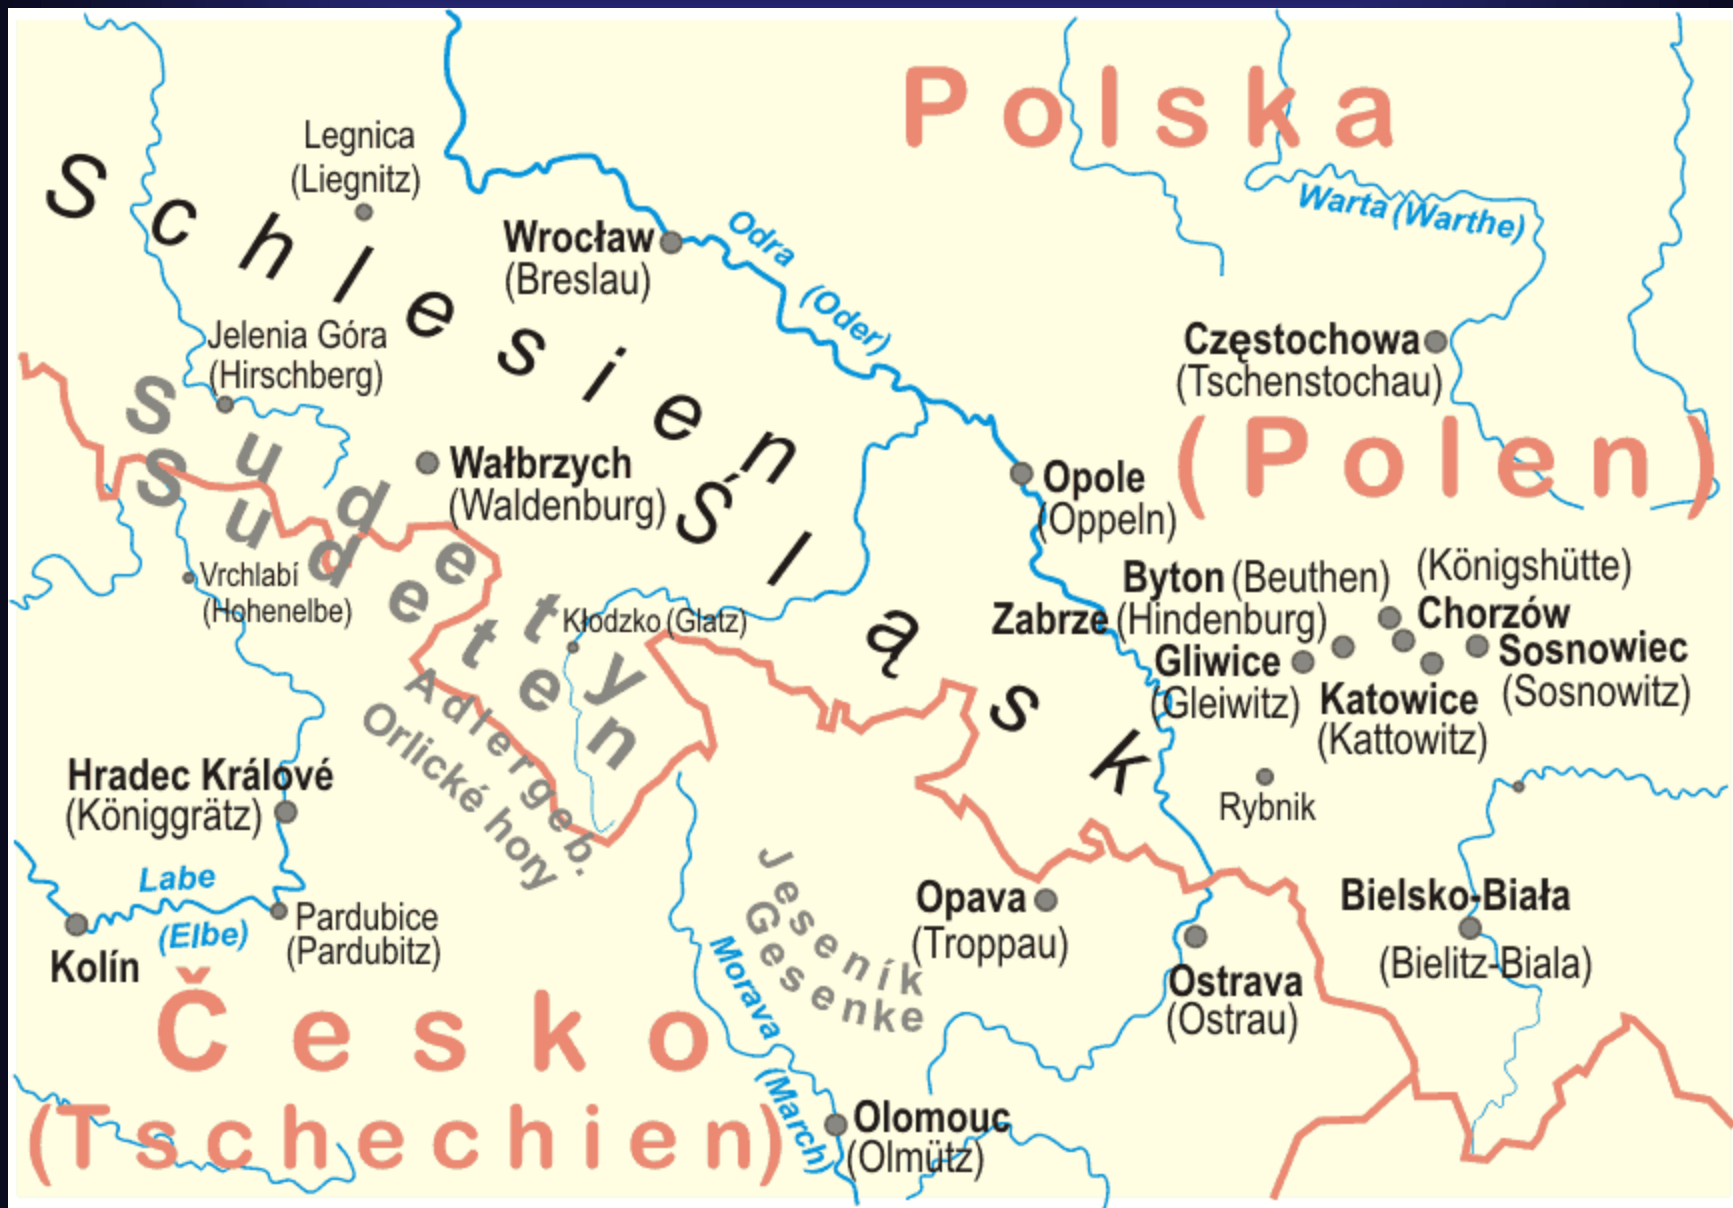 Polska
(Polen)
Schlesien
Śląsk
Legnica
(Liegnitz)
Wrocław
(Breslau)
Odra
(Oder)
Warta (Warthe)
Jelenia Góra
(Hirschberg)
Częstochowa
(Tschenstochau)
Sudety
Sudeten
Wałbrzych
(Waldenburg)
Opole
(Oppeln)
Vrchlabí
(Hohenelbe)
Kłodzko (Glatz)
Byton (Beuthen)
(Königshütte)
Chorzów
Zabrze (Hindenburg)
Gliwice
(Gleiwitz)
Sosnowiec
(Sosnowitz)
Katowice
(Kattowitz)
Adlergeb.
Orlické hory
Hradec Králové
(Königgrätz)
Rybnik
Labe
(Elbe)
Pardubice
(Pardubitz)
Kolín
Jeseník
Gesenke
Opava
(Troppau)
Bielsko-Biała
(Bielitz-Biala)
Ostrava
(Ostrau)
Morava
(March)
Česko
(Tschechien)
Olomouc
(Olmütz)